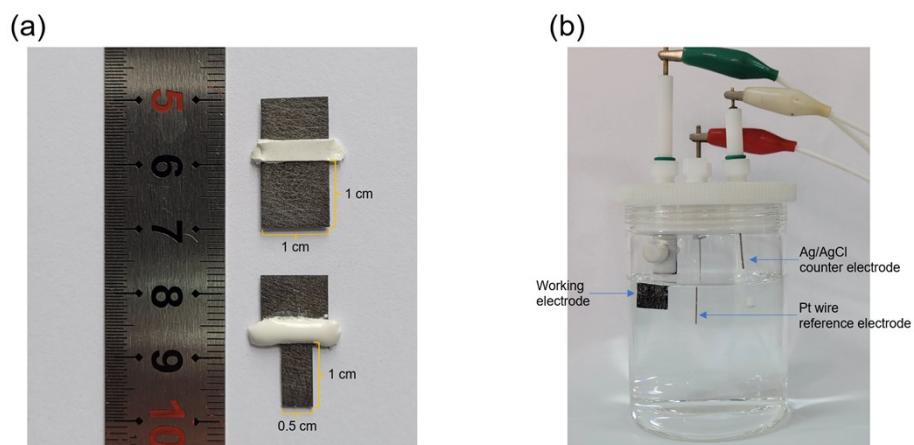 (a)
(b)
5
6
7
8
9
10
1 cm
1 cm
1 cm
0.5 cm
Working
electrode
Ag/AgCl
counter electrode
Pt wire
reference electrode